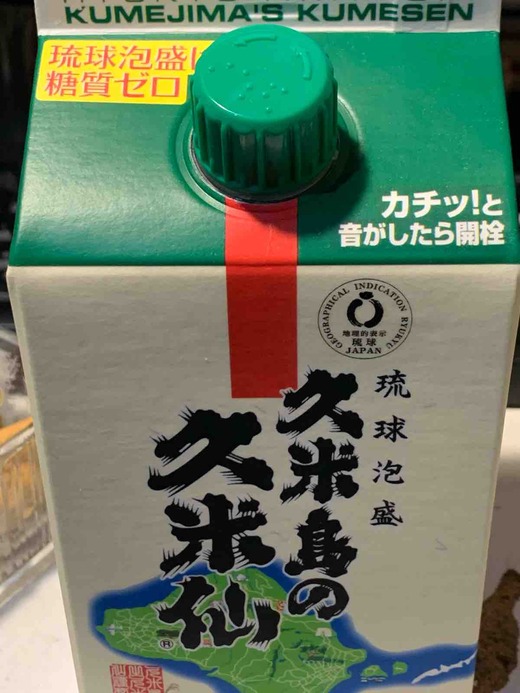 KUMEJIMA'S KUMESEN
琉球泡盛は
糖質ゼロ
カチッ!と
音がしたら開栓
GEOGRAPHICAL INDICATION RYUKYU
地理的表示
琉球
JAPAN
琉球泡盛
久米島の
久米仙
®